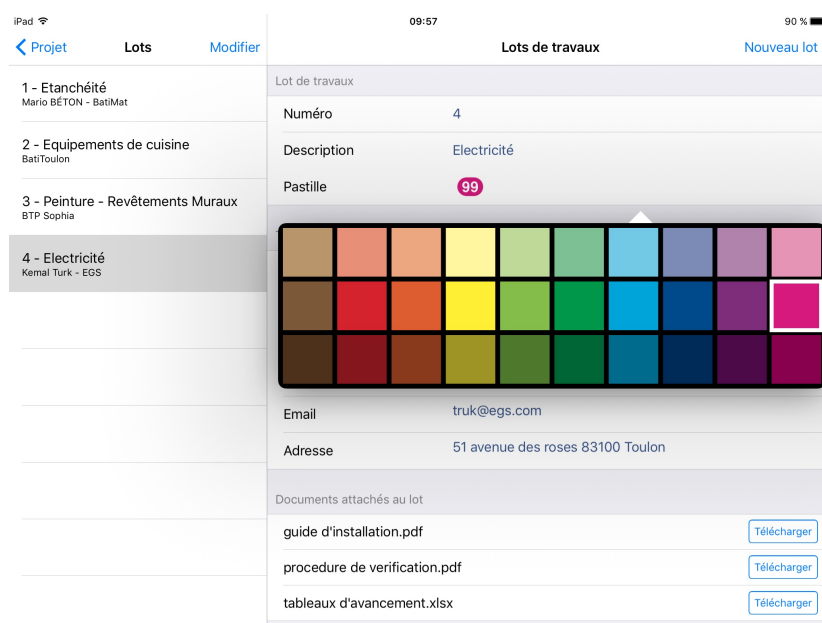 iPad 09:57 90 %
Projet Lots Modifier Lots de travaux Nouveau lot
1 - Etanchéité
Mario BÉTON - BatiMat
2 - Equipements de cuisine
BatiToulon
3 - Peinture - Revêtements Muraux
BTP Sophia
4 - Electricité
Kemal Turk - EGS
Lot de travaux
Numéro 4
Description Electricité
Pastille 99
Email truk@egs.com
Adresse 51 avenue des roses 83100 Toulon
Documents attachés au lot
guide d'installation.pdf Télécharger
procedure de verification.pdf Télécharger
tableaux d'avancement.xlsx Télécharger